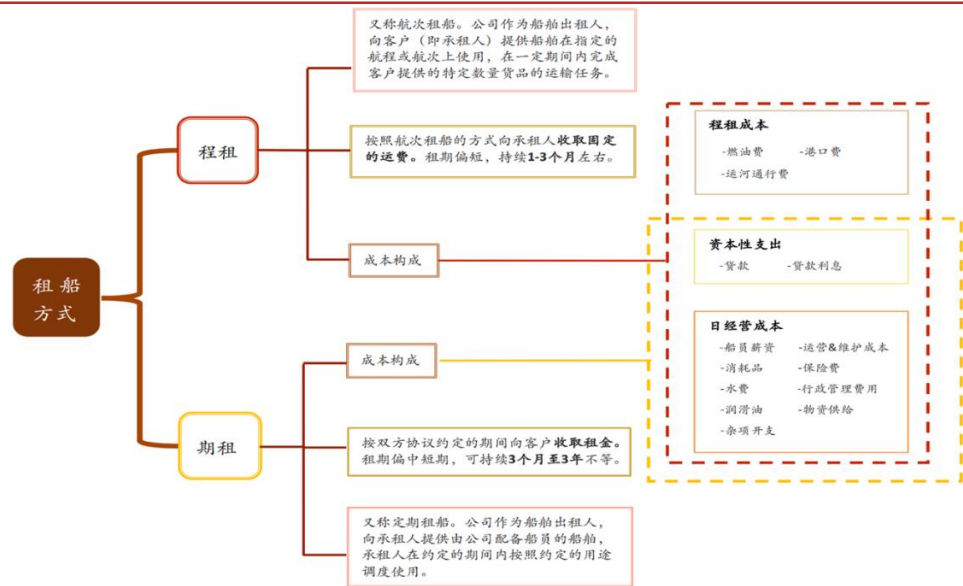 又称航次租船。公司作为船舶出租人，
向客户（即承租人）提供船舶在指定的
航程或航次上使用，在一定期间内完成
客户提供的特定数量货品的运输任务。
程租
按照航次租船的方式向承租人收取固定
的运费。租期偏短，持续1-3个月左右。
成本构成
租船
方式
成本构成
期租
按双方协议约定的期间向客户收取租金。
租期偏中短期，可持续3个月至3年不等。
又称定期租船。公司作为船舶出租人，
向承租人提供由公司配备船员的船舶，
承租人在约定的期间内按照约定的用途
调度使用。
程租成本
-燃油费 -港口费
-运河通行费
资本性支出
-贷款 -贷款利息
日经营成本
-船员薪资 -运营&维护成本
-消耗品 -保险费
-水费 -行政管理费用
-润滑油 -物资供给
-杂项开支